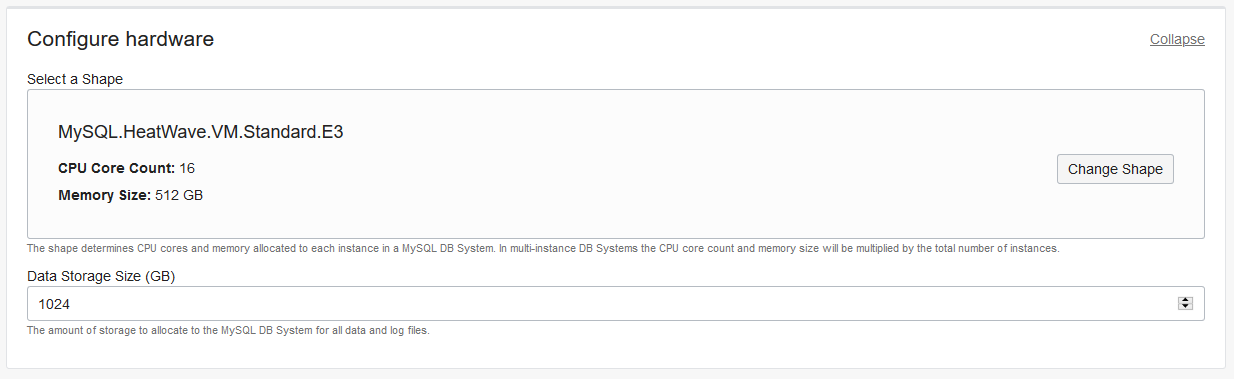 Configure hardware
Collapse
Select a Shape
MySQL.HeatWave.VM.Standard.E3
CPU Core Count: 16
Change Shape
Memory Size: 512 GB
The shape determines CPU cores and memory allocated to each instance in a MySQL DB System. In multi-instance DB Systems the CPU core count and memory size will be multiplied by the total number of instances.
Data Storage Size (GB)
1024
The amount of storage to allocate to the MySQL DB System for all data and log files.